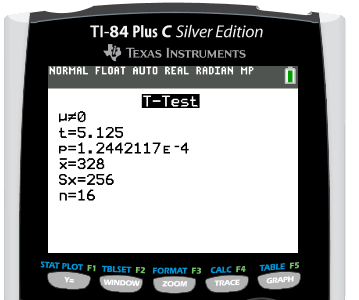 TI-84 Plus C Silver Edition
TEXAS INSTRUMENTS
NORMAL FLOAT AUTO REAL RADIAN MP
T-Test
μ≠0
t=5.125
p=1.2442117ᴇ-4
x̄=328
Sx=256
n=16
STAT PLOT F1 TBLSET F2 FORMAT F3 CALC F4 TABLE F5
Y= WINDOW ZOOM TRACE GRAPH